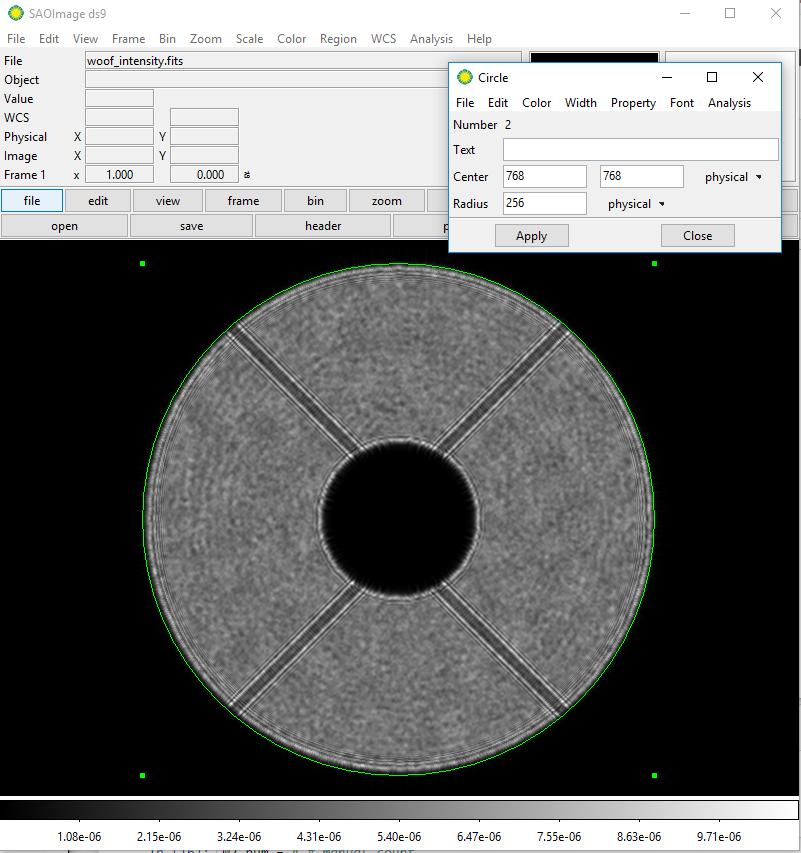 SAOImage ds9
File Edit View Frame Bin Zoom Scale Color Region WCS Analysis Help
File woof_intensity.fits
Object
Value
WCS
Physical X Y
Image X Y
Frame 1 x 1.000 0.000 °
file edit view frame bin zoom
open save header p
Circle
File Edit Color Width Property Font Analysis
Number 2
Text
Center 768 768 physical
Radius 256 physical
Apply Close
1.08e-06 2.15e-06 3.24e-06 4.31e-06 5.40e-06 6.47e-06 7.55e-06 8.63e-06 9.71e-06